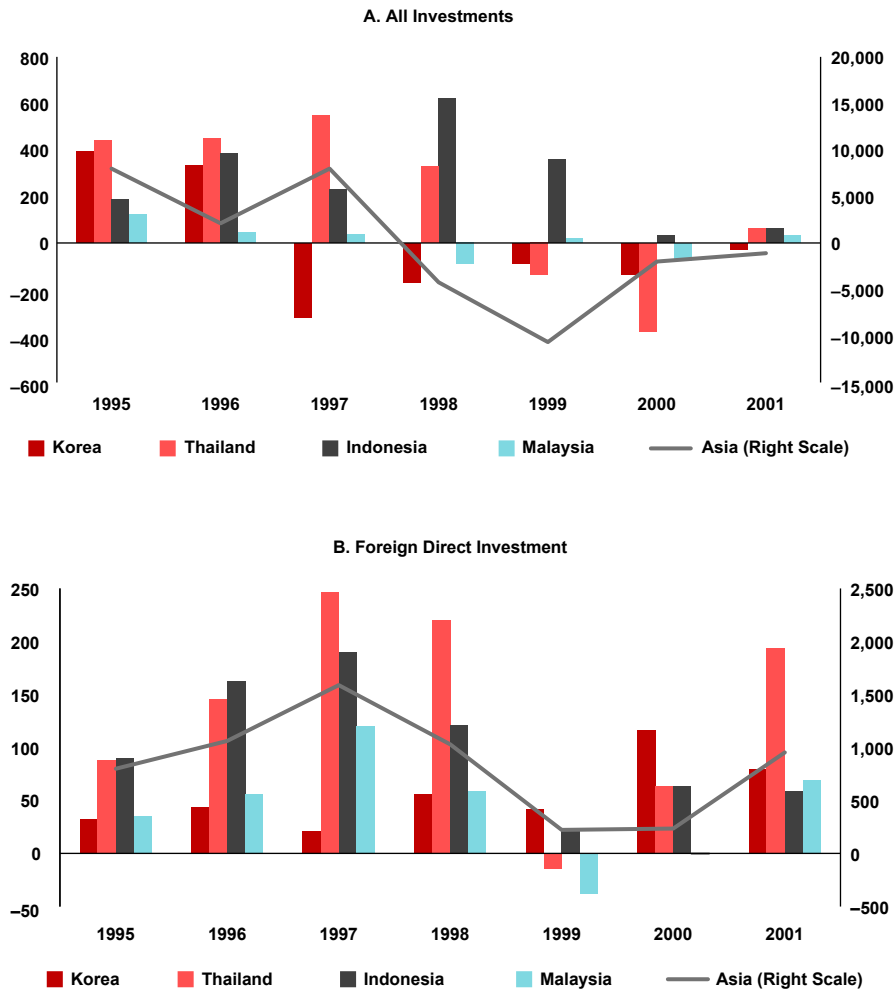 A. All Investments
800 20,000
600 15,000
400 10,000
200 5,000
0 0
–200 –5,000
–400 –10,000
–600 –15,000
1995 1996 1997 1998 1999 2000 2001
Korea Thailand Indonesia Malaysia Asia (Right Scale)
B. Foreign Direct Investment
250 2,500
200 2,000
150 1,500
100 1,000
50 500
0 0
–50 –500
1995 1996 1997 1998 1999 2000 2001
Korea Thailand Indonesia Malaysia Asia (Right Scale)